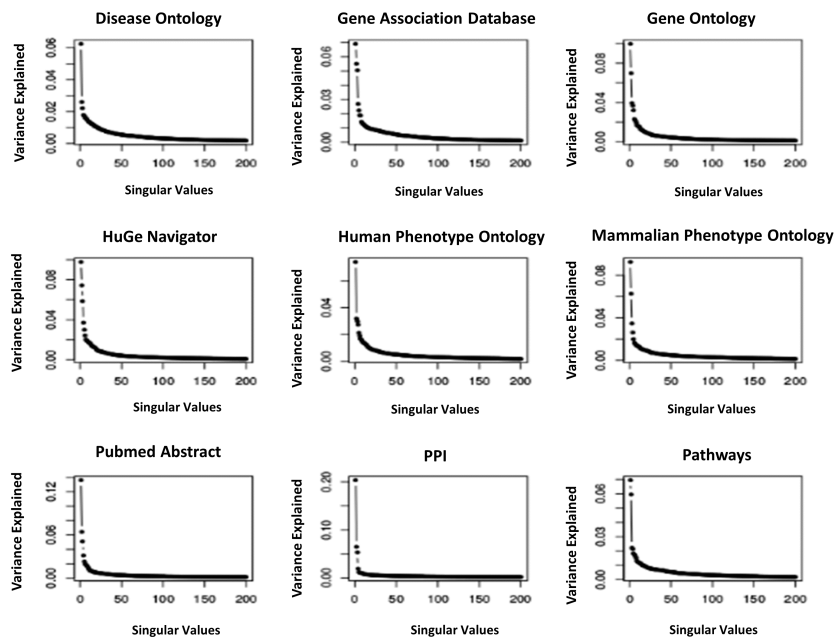 Disease Ontology
Gene Association Database
Gene Ontology
Variance Explained
0.00 0.02 0.04 0.06
0 50 100 150 200
Singular Values
Variance Explained
0.00 0.03 0.06
0 50 100 150 200
Singular Values
Variance Explained
0.00 0.04 0.08
0 50 100 150 200
Singular Values
HuGe Navigator
Human Phenotype Ontology
Mammalian Phenotype Ontology
Variance Explained
0.00 0.04 0.08
0 50 100 150 200
Singular Values
Variance Explained
0.00 0.04
0 50 100 150 200
Singular Values
Variance Explained
0.00 0.04 0.08
0 50 100 150 200
Singular Values
Pubmed Abstract
PPI
Pathways
Variance Explained
0.00 0.06 0.12
0 50 100 150 200
Singular Values
Variance Explained
0.00 0.10 0.20
0 50 100 150 200
Singular Values
Variance Explained
0.00 0.03 0.06
0 50 100 150 200
Singular Values